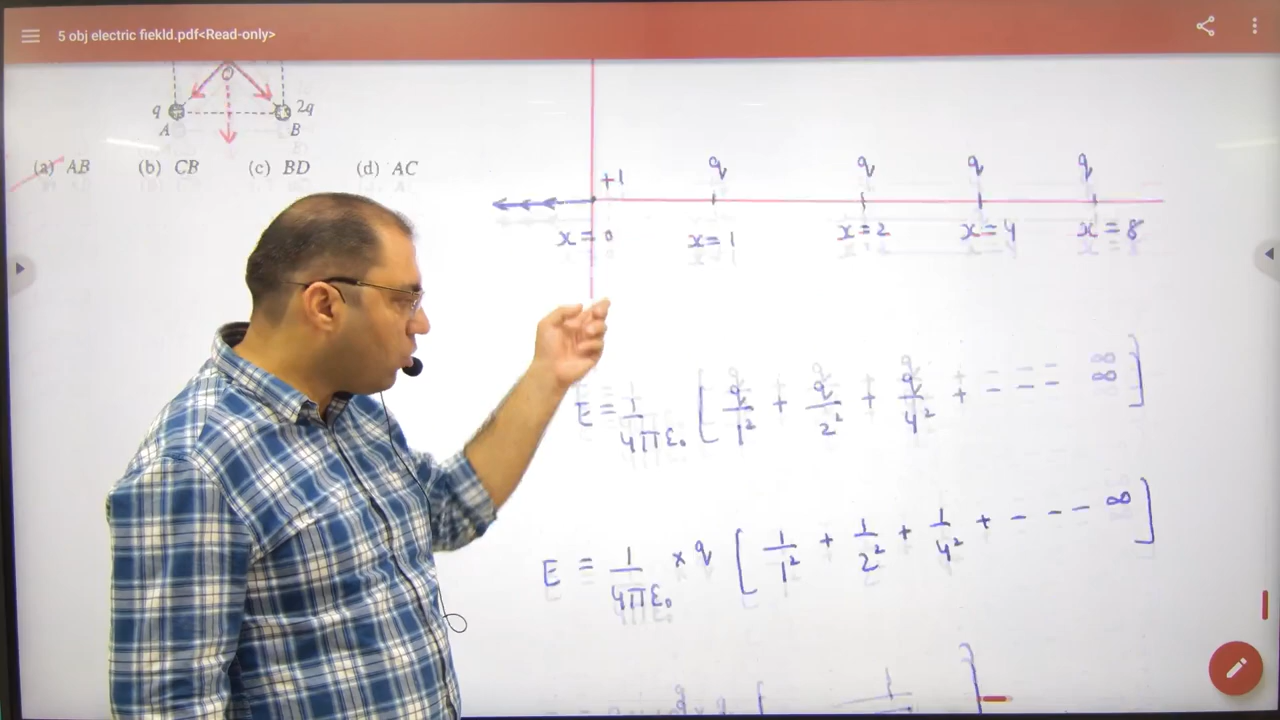 5 obj electric fiekld.pdf<Read-only>
q 2q
A B
(a) AB (b) CB (c) BD (d) AC
+1 q q q q
x = 0 x = 1 x = 2 x = 4 x = 8
E = 1/4πε₀ [ q/1² + q/2² + q/4² + - - - ∞ ]
E = 1/4πε₀ × q [ 1/1² + 1/2² + 1/4² + - - - ∞ ]